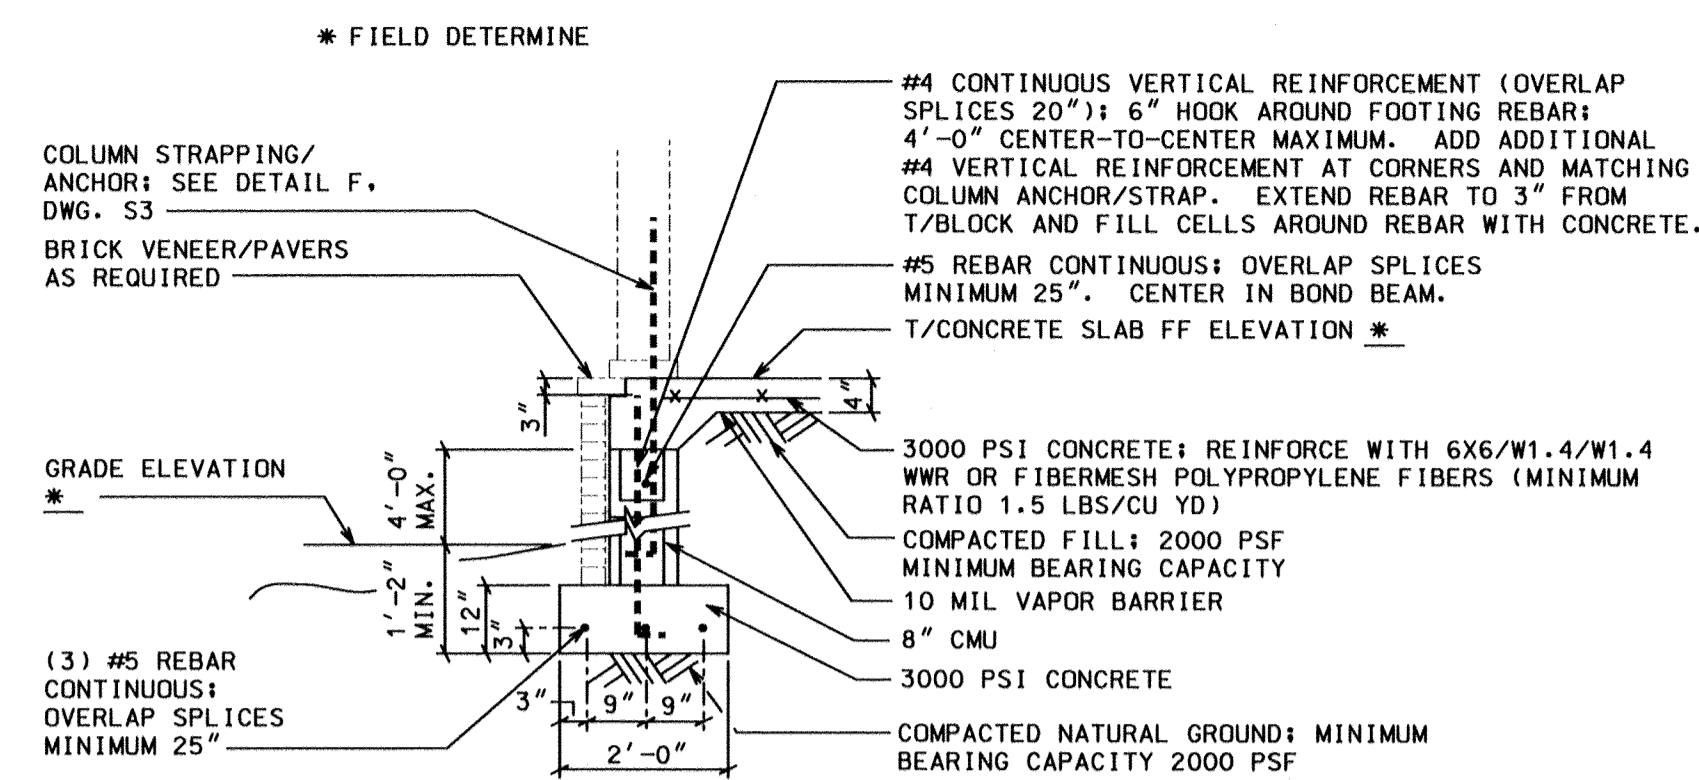 * FIELD DETERMINE
COLUMN STRAPPING/
ANCHOR; SEE DETAIL F,
DWG. S3
BRICK VENEER/PAVERS
AS REQUIRED
GRADE ELEVATION
*
(3) #5 REBAR
CONTINUOUS;
OVERLAP SPLICES
MINIMUM 25"
3"
4'-0"
MAX.
1'-2"
MIN.
12"
3"
3"
9"
9"
2'-0"
4"
#4 CONTINUOUS VERTICAL REINFORCEMENT (OVERLAP
SPLICES 20"); 6" HOOK AROUND FOOTING REBAR;
4'-0" CENTER-TO-CENTER MAXIMUM. ADD ADDITIONAL
#4 VERTICAL REINFORCEMENT AT CORNERS AND MATCHING
COLUMN ANCHOR/STRAP. EXTEND REBAR TO 3" FROM
T/BLOCK AND FILL CELLS AROUND REBAR WITH CONCRETE.
#5 REBAR CONTINUOUS; OVERLAP SPLICES
MINIMUM 25". CENTER IN BOND BEAM.
T/CONCRETE SLAB FF ELEVATION *
3000 PSI CONCRETE; REINFORCE WITH 6X6/W1.4/W1.4
WWR OR FIBERMESH POLYPROPYLENE FIBERS (MINIMUM
RATIO 1.5 LBS/CU YD)
COMPACTED FILL; 2000 PSF
MINIMUM BEARING CAPACITY
10 MIL VAPOR BARRIER
8" CMU
3000 PSI CONCRETE
COMPACTED NATURAL GROUND; MINIMUM
BEARING CAPACITY 2000 PSF